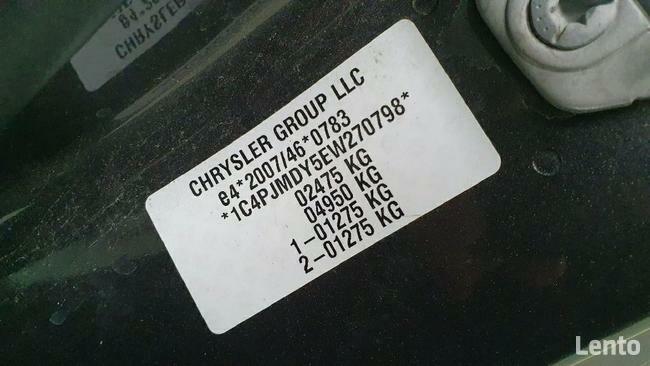 CHRYSLER GROUP LLC
e4*2007/46*0783
*1C4PJMDY5EW270798*
02475 KG
04950 KG
1-01275 KG
2-01275 KG
CHRYSLER
Lento